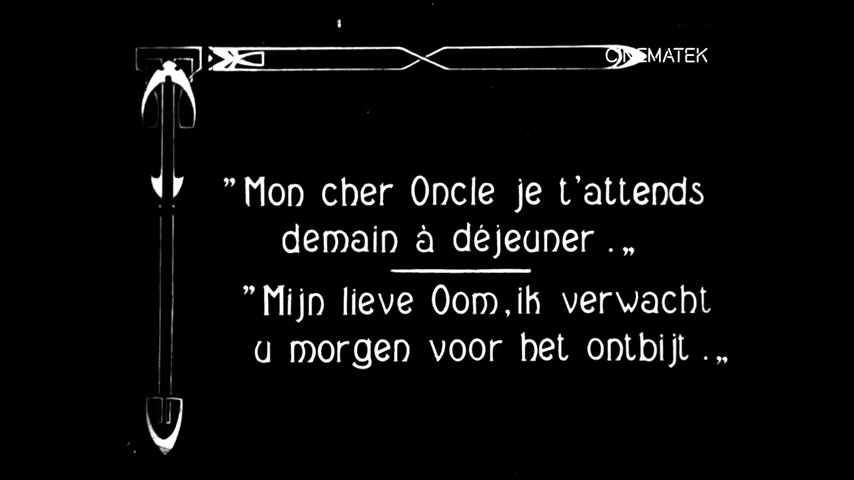 CINEMATEK
”Mon cher Oncle je t'attends
demain à déjeuner.„
”Mijn lieve Oom, ik verwacht
u morgen voor het ontbijt.„